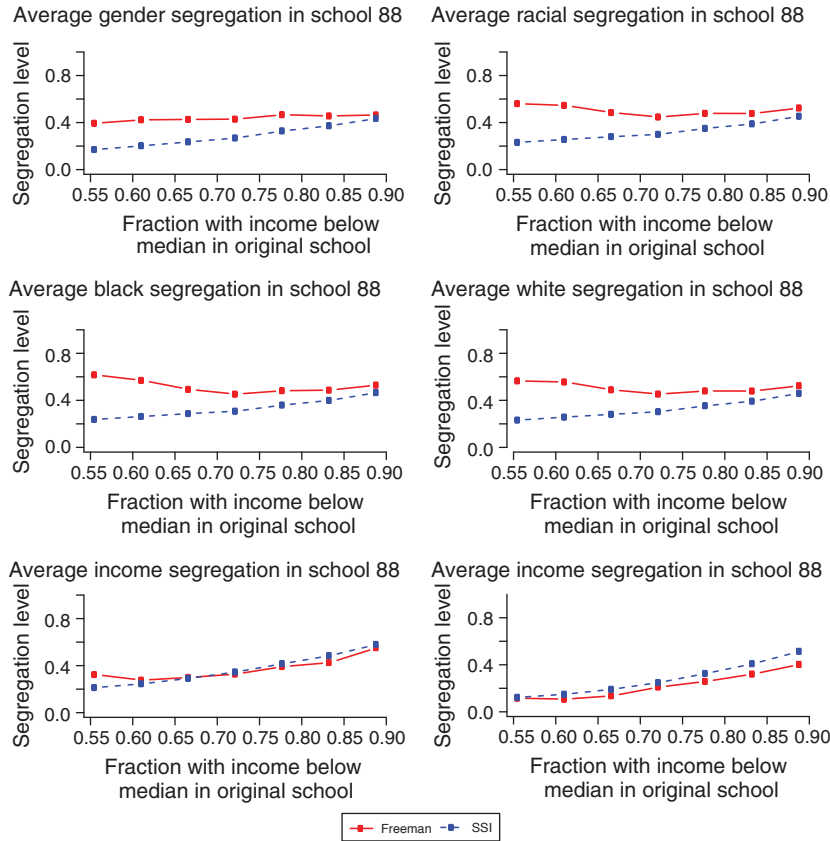 Average gender segregation in school 88
Segregation level
0.8
0.4
0.0
0.55 0.60 0.65 0.70 0.75 0.80 0.85 0.90
Fraction with income below
median in original school
Average racial segregation in school 88
Segregation level
0.8
0.4
0.0
0.55 0.60 0.65 0.70 0.75 0.80 0.85 0.90
Fraction with income below
median in original school
Average black segregation in school 88
Segregation level
0.8
0.4
0.0
0.55 0.60 0.65 0.70 0.75 0.80 0.85 0.90
Fraction with income below
median in original school
Average white segregation in school 88
Segregation level
0.8
0.4
0.0
0.55 0.60 0.65 0.70 0.75 0.80 0.85 0.90
Fraction with income below
median in original school
Average income segregation in school 88
Segregation level
0.8
0.4
0.0
0.55 0.60 0.65 0.70 0.75 0.80 0.85 0.90
Fraction with income below
median in original school
Average income segregation in school 88
Segregation level
0.8
0.4
0.0
0.55 0.60 0.65 0.70 0.75 0.80 0.85 0.90
Fraction with income below
median in original school
Freeman SSI